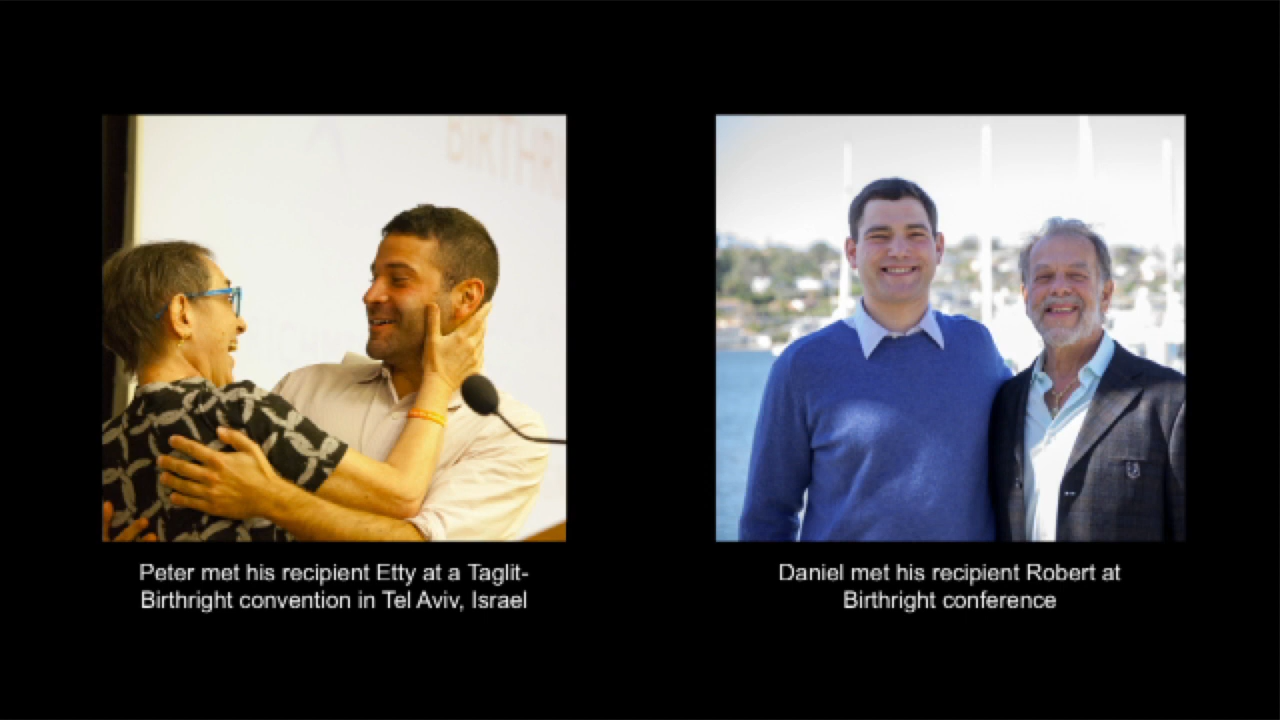 BIRTHR
Peter met his recipient Etty at a Taglit-
Birthright convention in Tel Aviv, Israel
Daniel met his recipient Robert at
Birthright conference